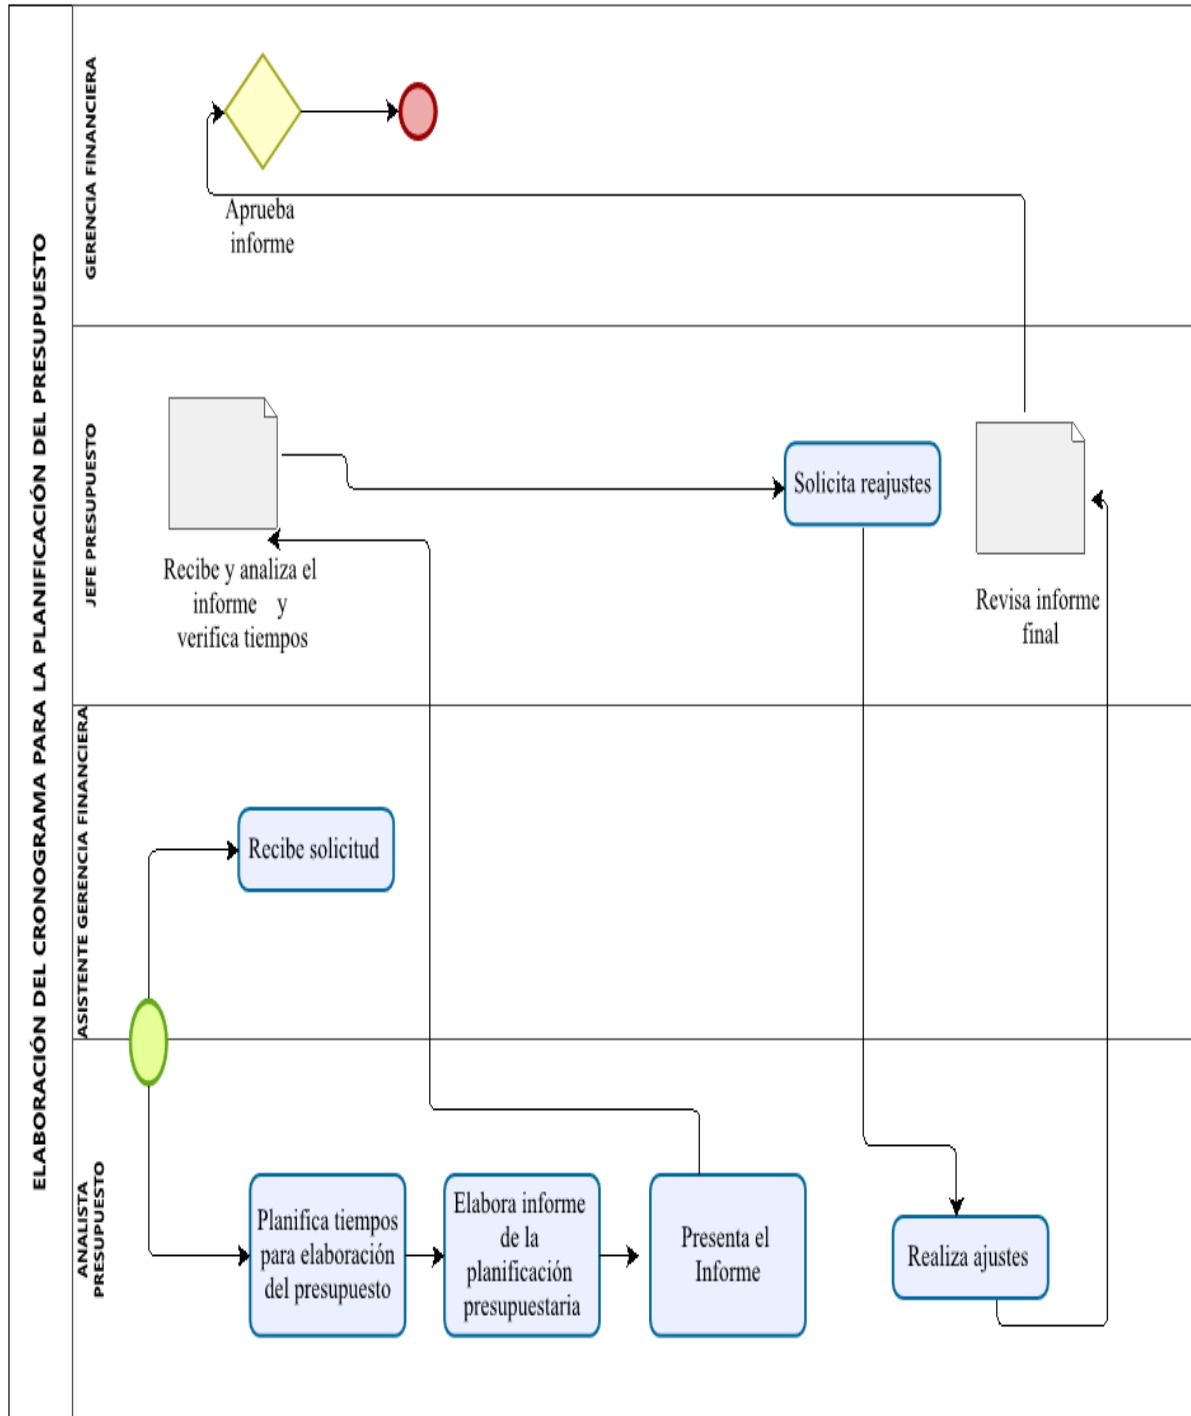 ELABORACIÓN DEL CRONOGRAMA PARA LA PLANIFICACIÓN DEL PRESUPUESTO
GERENCIA FINANCIERA
Aprueba
informe
JEFE PRESUPUESTO
Recibe y analiza el
informe y
verifica tiempos
Solicita reajustes
Revisa informe
final
ASISTENTE GERENCIA FINANCIERA
Recibe solicitud
ANALISTA
PRESUPUESTO
Planifica tiempos
para elaboración
del presupuesto
Elabora informe
de la
planificación
presupuestaria
Presenta el
Informe
Realiza ajustes